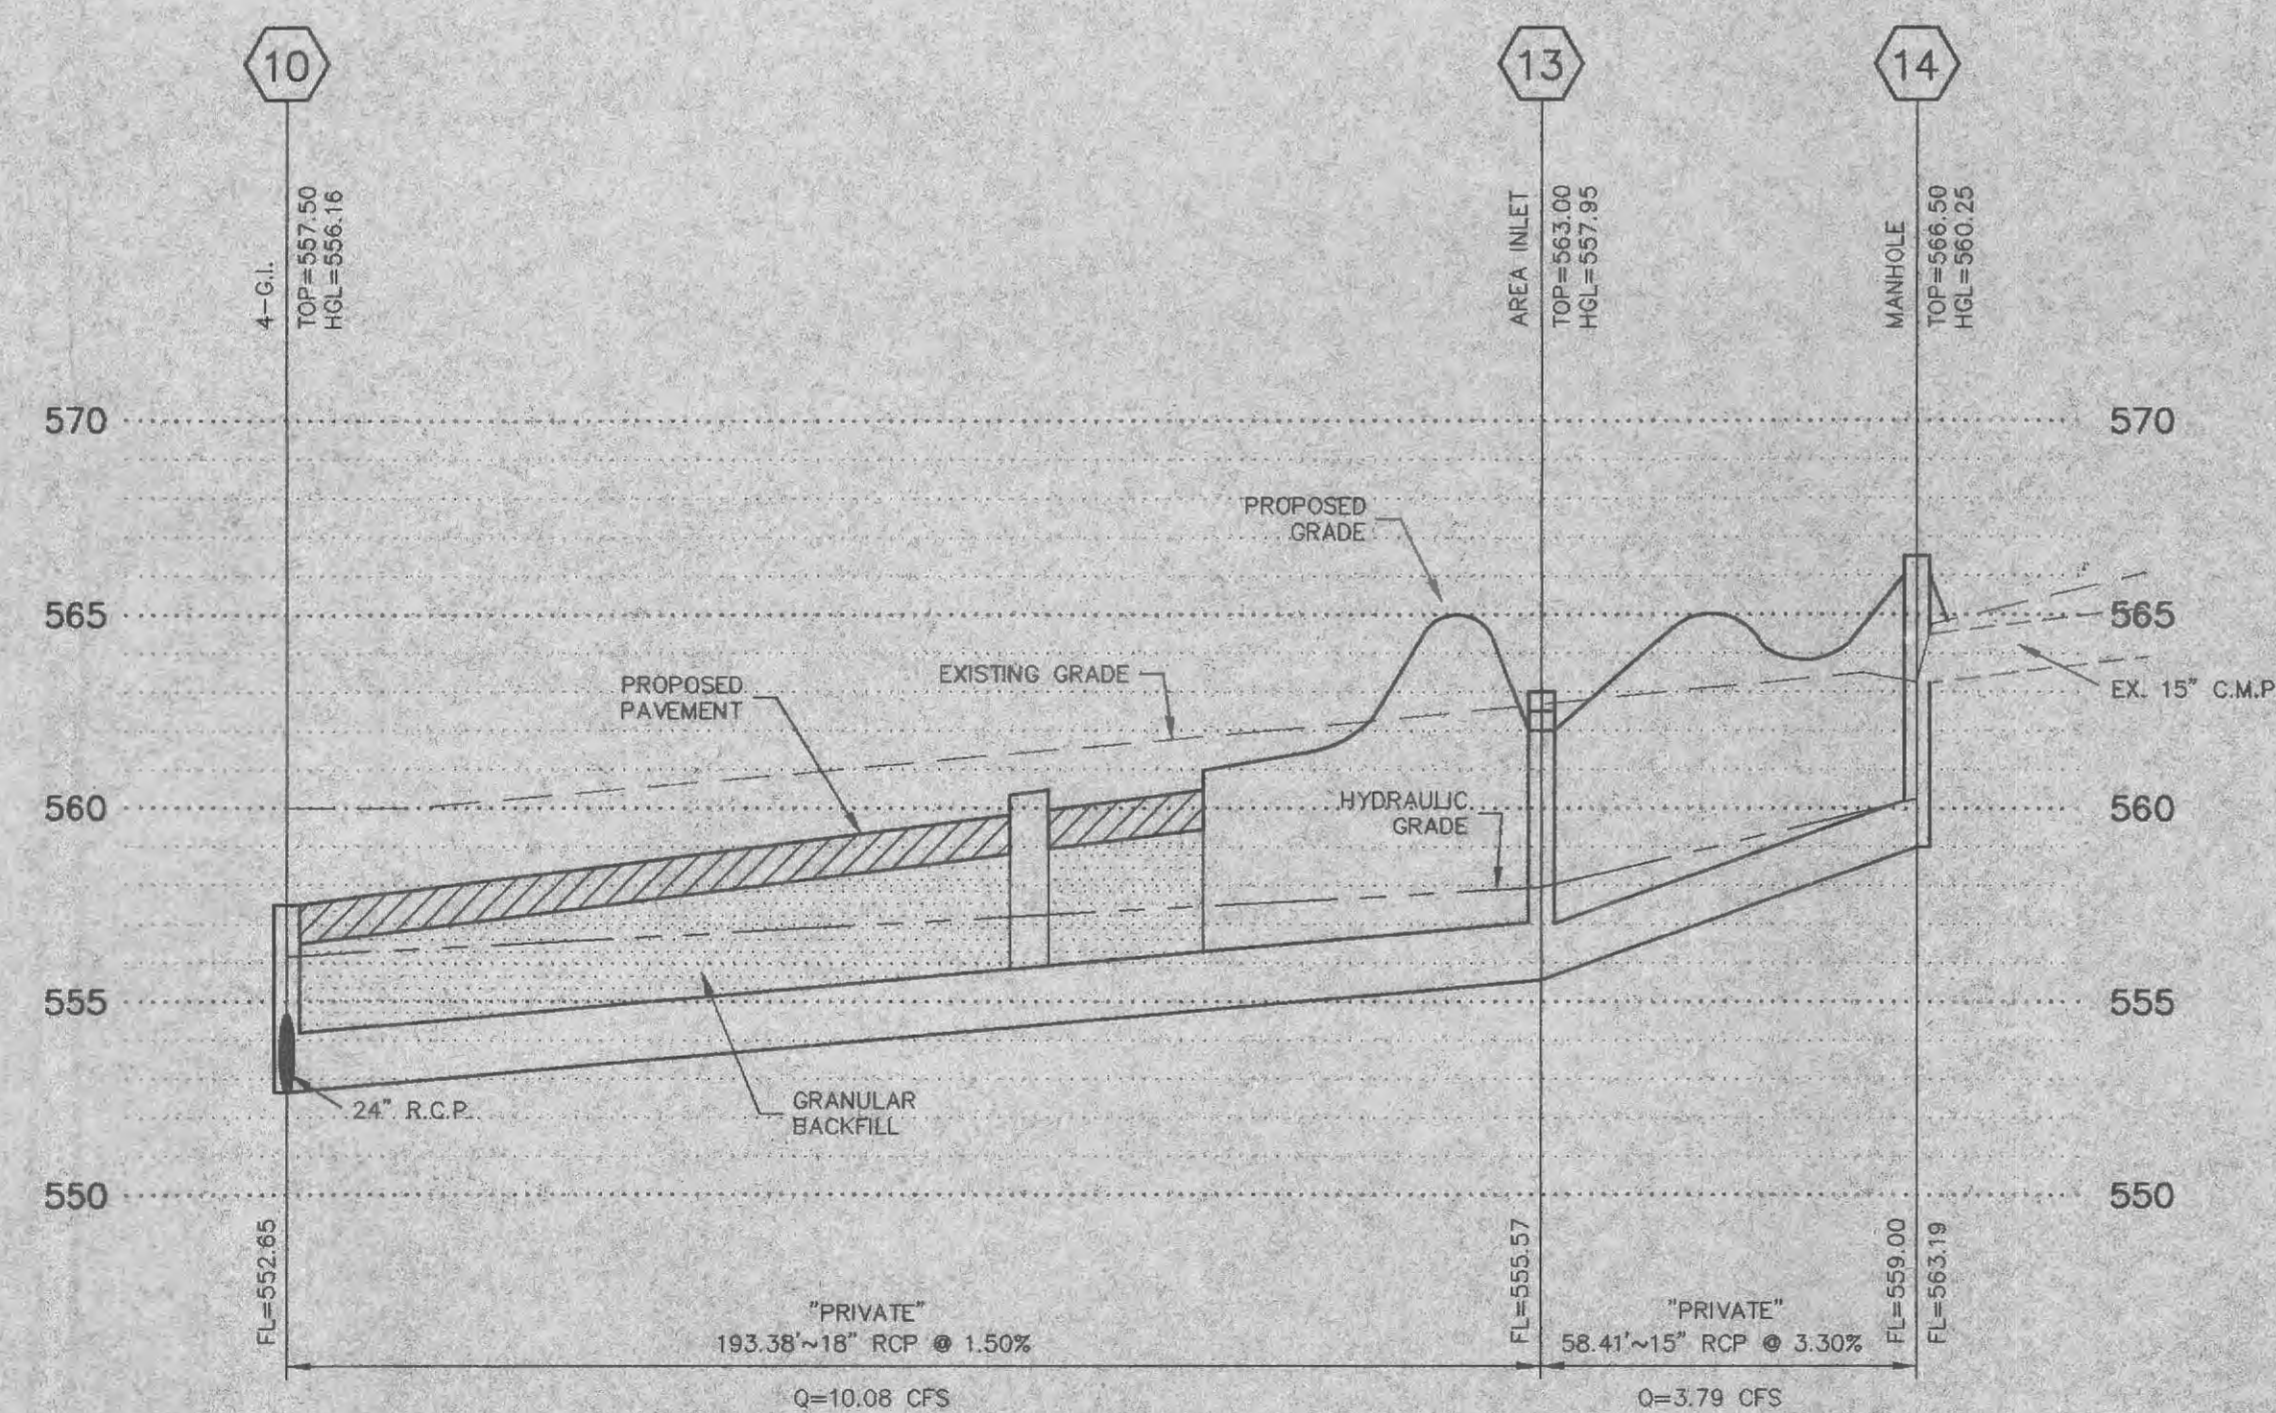 10
13
14
4-G.I.
TOP=557.50
HGL=556.16
AREA INLET
TOP=563.00
HGL=557.95
MANHOLE
TOP=566.50
HGL=560.25
570
570
PROPOSED
GRADE
565
565
EXISTING GRADE
PROPOSED
PAVEMENT
EX. 15" C.M.P
560
560
HYDRAULIC
GRADE
555
555
24" R.C.P.
GRANULAR
BACKFILL
550
550
FL=552.65
FL=555.57
FL=559.00
FL=563.19
"PRIVATE"
193.38'~18" RCP @ 1.50%
Q=10.08 CFS
"PRIVATE"
58.41'~15" RCP @ 3.30%
Q=3.79 CFS